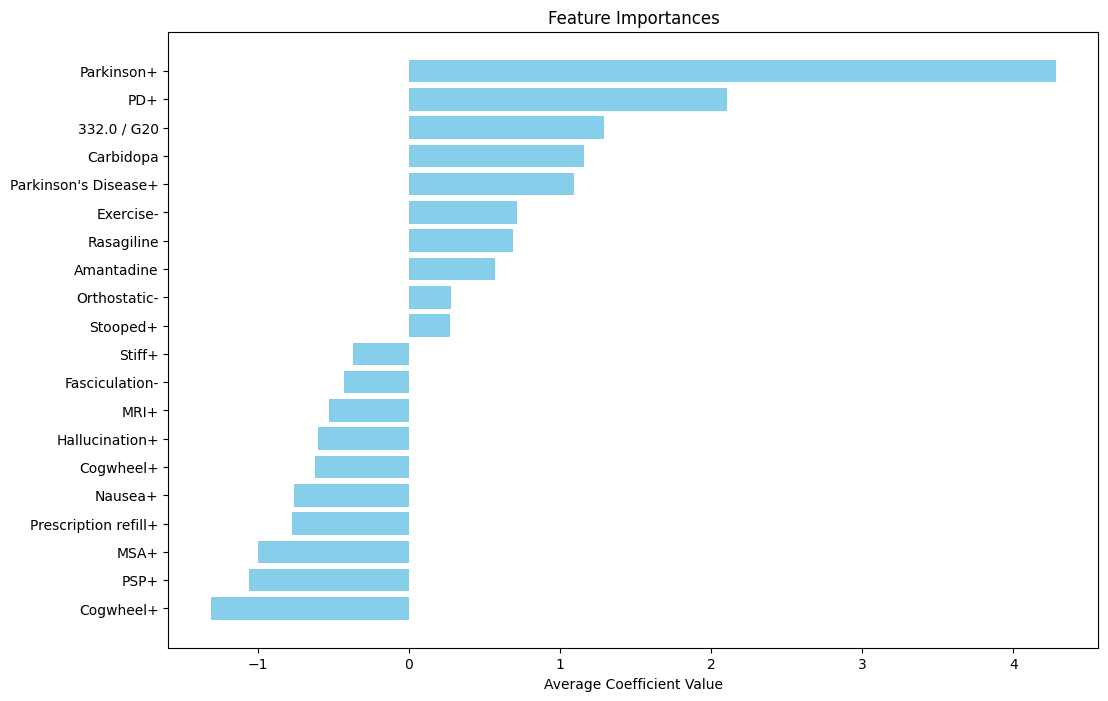 Feature Importances
Parkinson+
PD+
332.0 / G20
Carbidopa
Parkinson's Disease+
Exercise-
Rasagiline
Amantadine
Orthostatic-
Stooped+
Stiff+
Fasciculation-
MRI+
Hallucination+
Cogwheel+
Nausea+
Prescription refill+
MSA+
PSP+
Cogwheel+
−1 0 1 2 3 4
Average Coefficient Value